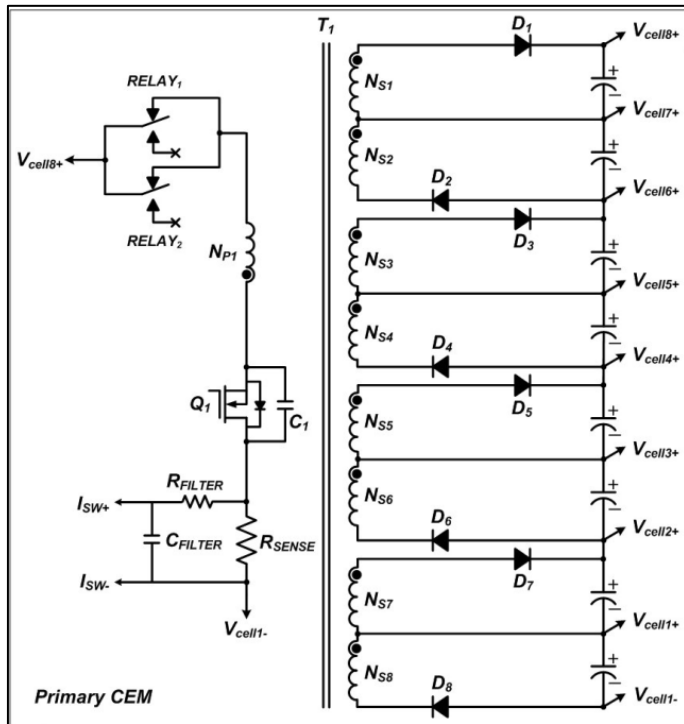 T1
D1
Vcell8+
NS1
RELAY1
Vcell7+
Vcell8+
NS2
D2
Vcell6+
RELAY2
D3
NP1
NS3
Vcell5+
NS4
D4
Vcell4+
Q1
C1
D5
NS5
Vcell3+
RFILTER
ISW+
NS6
D6
CFILTER
RSENSE
Vcell2+
D7
ISW-
NS7
Vcell1+
Vcell1-
NS8
D8
Primary CEM
Vcell1-
+
–
+
–
+
–
+
–
+
–
+
–
+
–
+
–